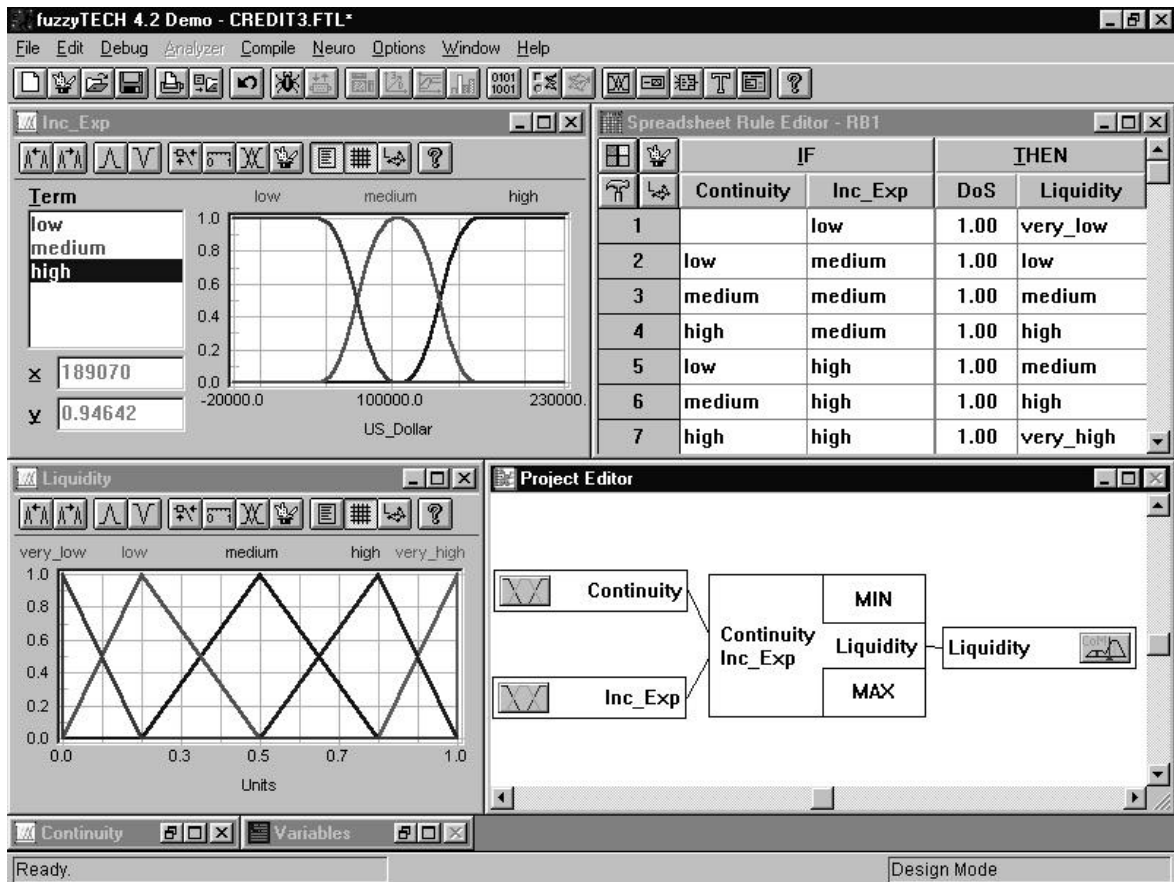 fuzzyTECH 4.2 Demo - CREDIT3.FTL*
File Edit Debug Analyzer Compile Neuro Options Window Help
0101
1001
Inc_Exp
Term
low
medium
high
x 189070
y 0.94642
low medium high
1.0
0.8
0.6
0.4
0.2
0.0
-20000.0 100000.0 230000.
US_Dollar
Spreadsheet Rule Editor - RB1
IF THEN
Continuity Inc_Exp DoS Liquidity
1 low 1.00 very_low
2 low medium 1.00 low
3 medium medium 1.00 medium
4 high medium 1.00 high
5 low high 1.00 medium
6 medium high 1.00 high
7 high high 1.00 very_high
Liquidity
very_low low medium high very_high
1.0
0.8
0.6
0.4
0.2
0.0
0.0 0.3 0.5 0.7 1.0
Units
Project Editor
Continuity
Inc_Exp
Continuity
Inc_Exp
MIN
Liquidity
MAX
Liquidity
CoM
Continuity
Variables
Ready.
Design Mode